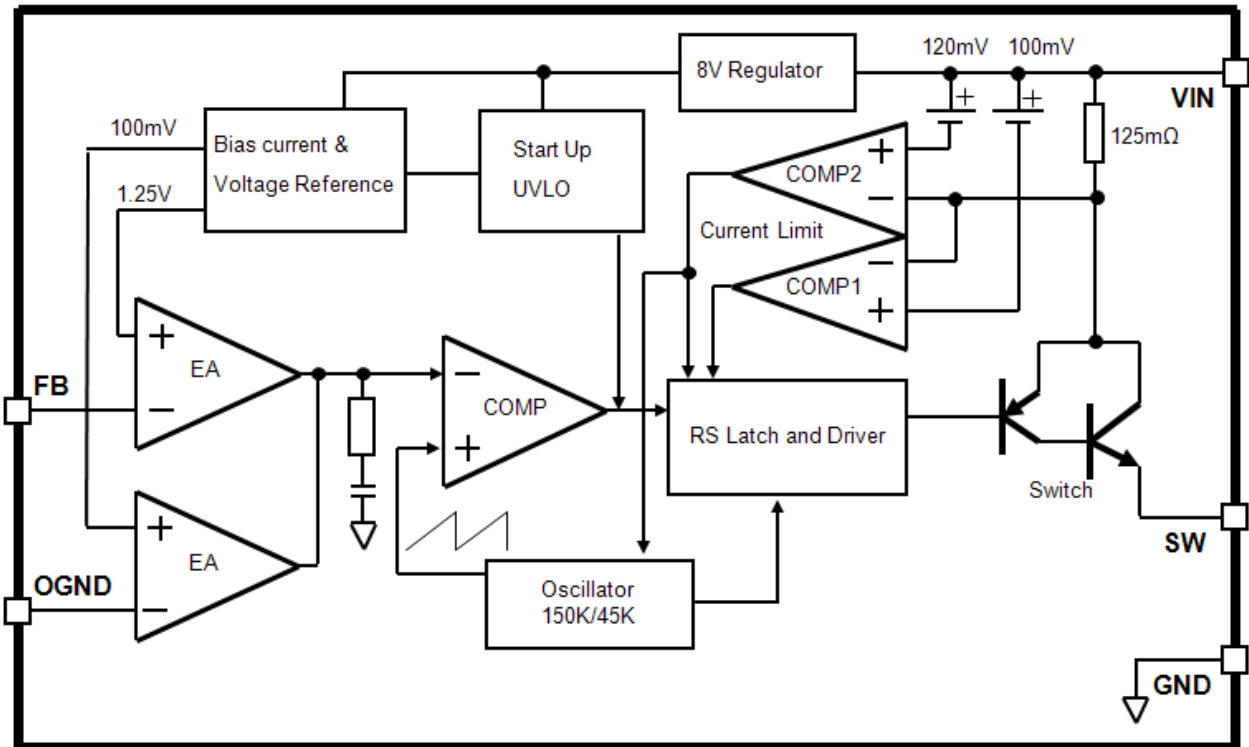 120mV
100mV
8V Regulator
VIN
100mV
Bias current &
Voltage Reference
Start Up
UVLO
125mΩ
1.25V
+
COMP2
−
Current Limit
−
COMP1
+
+
EA
−
FB
−
COMP
+
RS Latch and Driver
Switch
+
EA
−
OGND
Oscillator
150K/45K
SW
GND
+
+